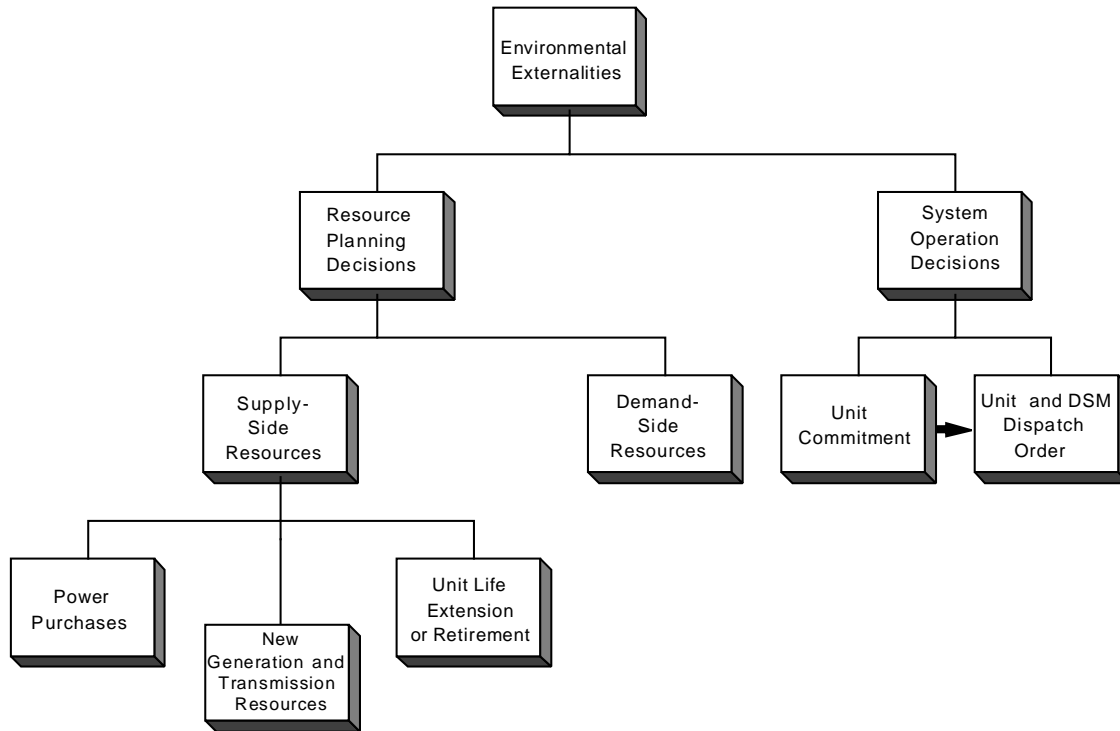 Environmental
Externalities
Resource
Planning
Decisions
System
Operation
Decisions
Supply-
Side
Resources
Demand-
Side
Resources
Unit
Commitment
Unit and DSM
Dispatch
Order
Power
Purchases
New
Generation and
Transmission
Resources
Unit Life
Extension
or Retirement